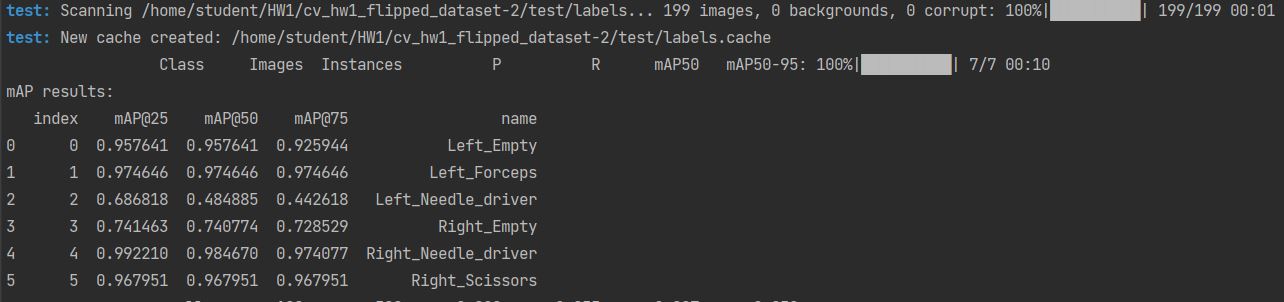 test: Scanning /home/student/HW1/cv_hw1_flipped_dataset-2/test/labels... 199 images, 0 backgrounds, 0 corrupt: 100%|██████████| 199/199 00:01
test: New cache created: /home/student/HW1/cv_hw1_flipped_dataset-2/test/labels.cache
Class Images Instances P R mAP50 mAP50-95: 100%|██████████| 7/7 00:10
mAP results:
index mAP@25 mAP@50 mAP@75 name
0 0 0.957641 0.957641 0.925944 Left_Empty
1 1 0.974646 0.974646 0.974646 Left_Forceps
2 2 0.686818 0.484885 0.442618 Left_Needle_driver
3 3 0.741463 0.740774 0.728529 Right_Empty
4 4 0.992210 0.984670 0.974077 Right_Needle_driver
5 5 0.967951 0.967951 0.967951 Right_Scissors